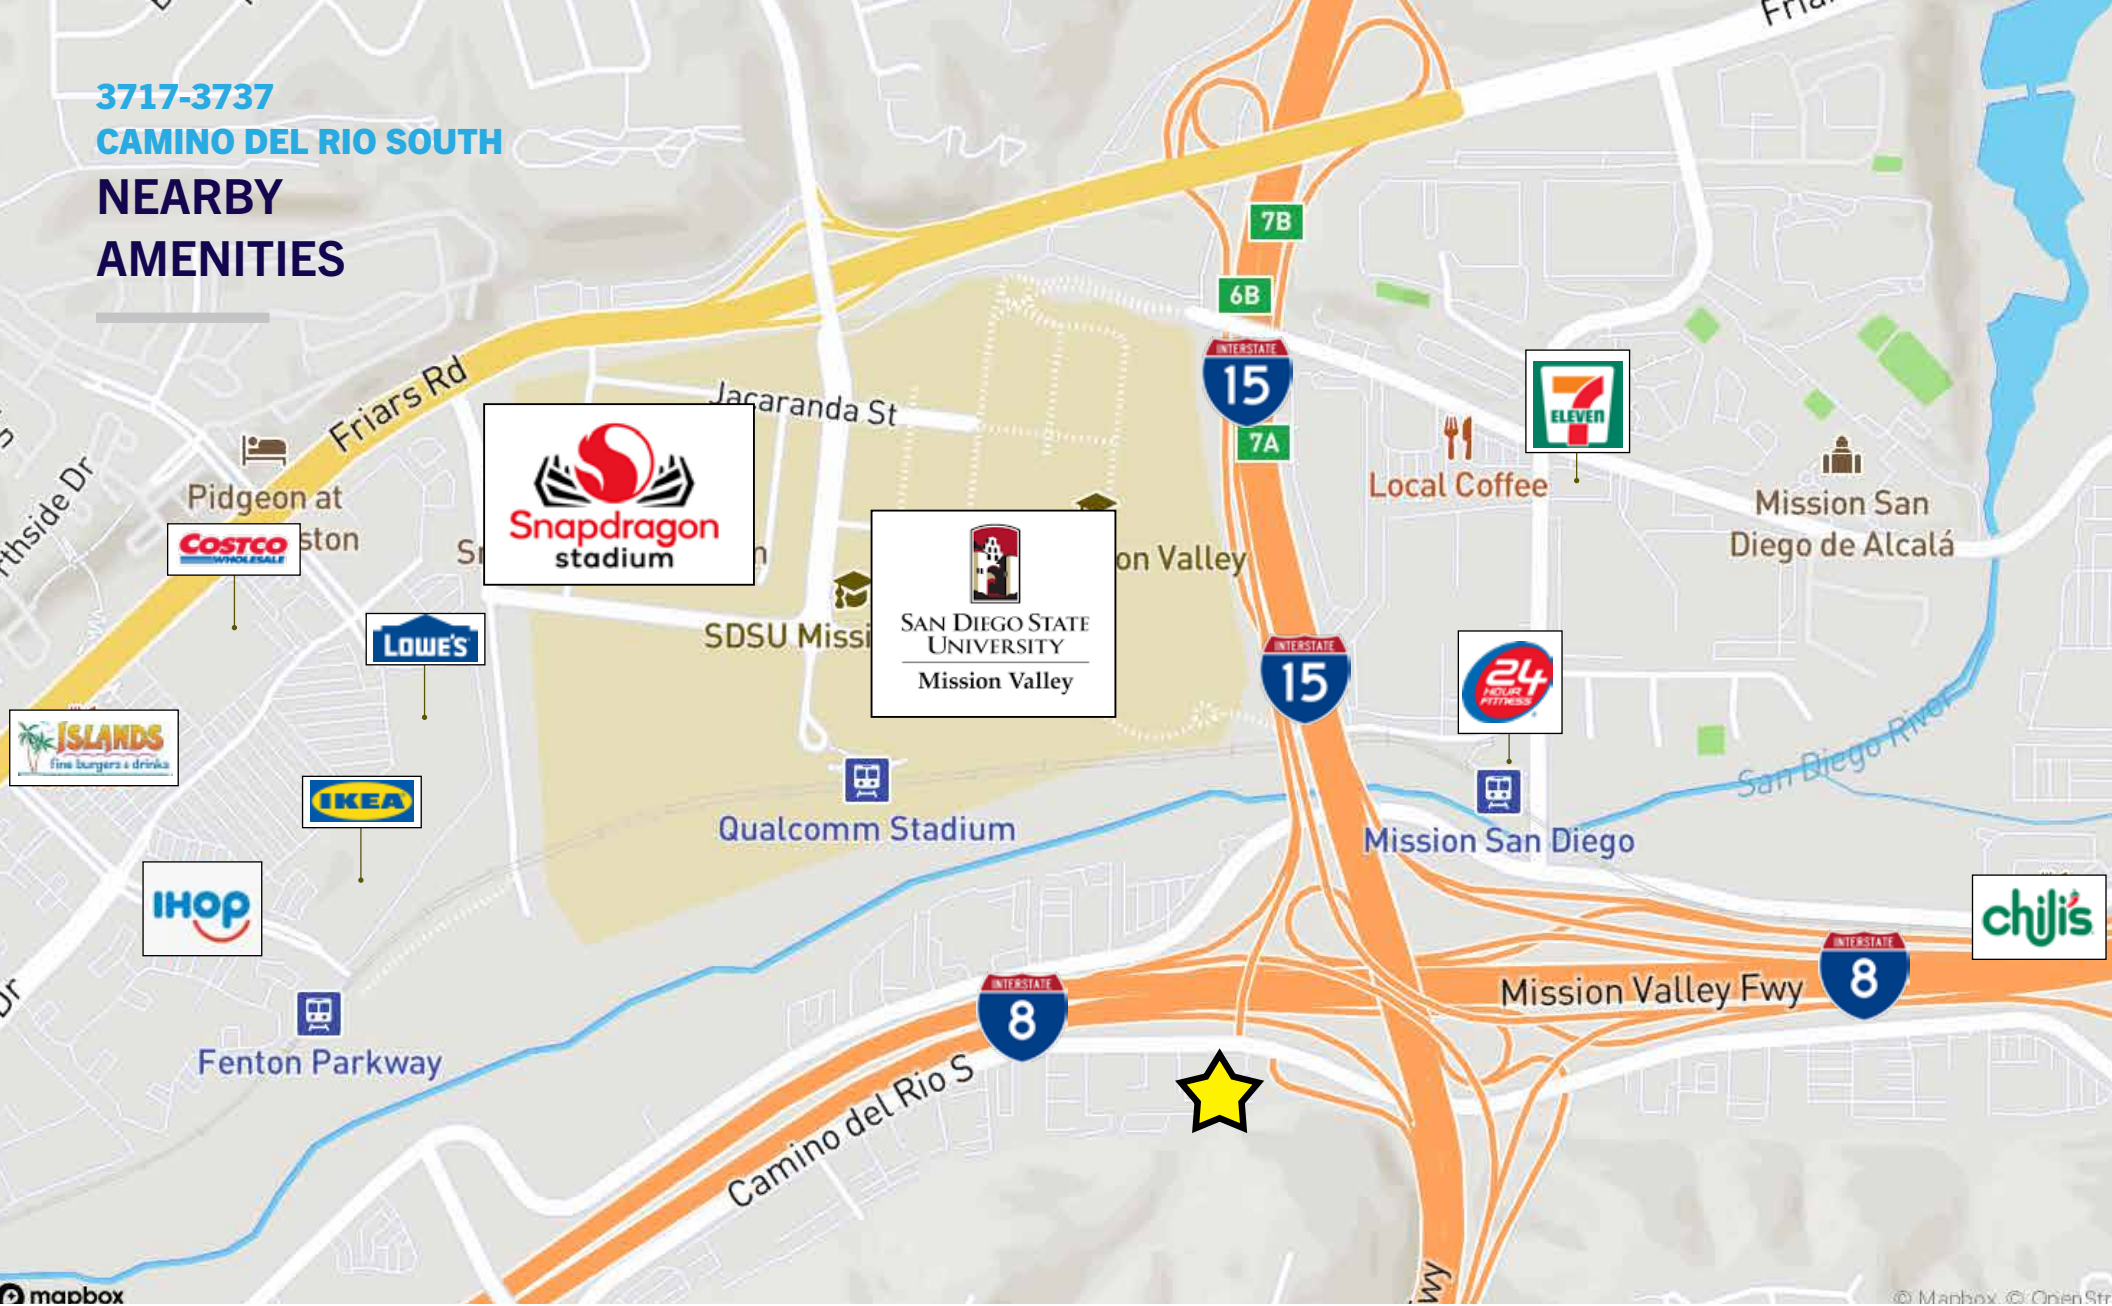 3717-3737
CAMINO DEL RIO SOUTH
NEARBY
AMENITIES
7B
6B
INTERSTATE
15
7A
Friars Rd
Jacaranda St
7
ELEVEN
Local Coffee
Mission San
Diego de Alcalá
Pidgeon at
ston
COSTCO
WHOLESALE
Snapdragon
stadium
SAN DIEGO STATE
UNIVERSITY
Mission Valley
on Valley
SDSU Missi
LOWE'S
INTERSTATE
15
24
HOUR
FITNESS
ISLANDS
fine burgers & drinks
IKEA
San Diego River
Qualcomm Stadium
Mission San Diego
IHOP
chili's
INTERSTATE
8
Mission Valley Fwy
INTERSTATE
8
Fenton Parkway
Camino del Rio S
mapbox
© Mapbox © OpenStr